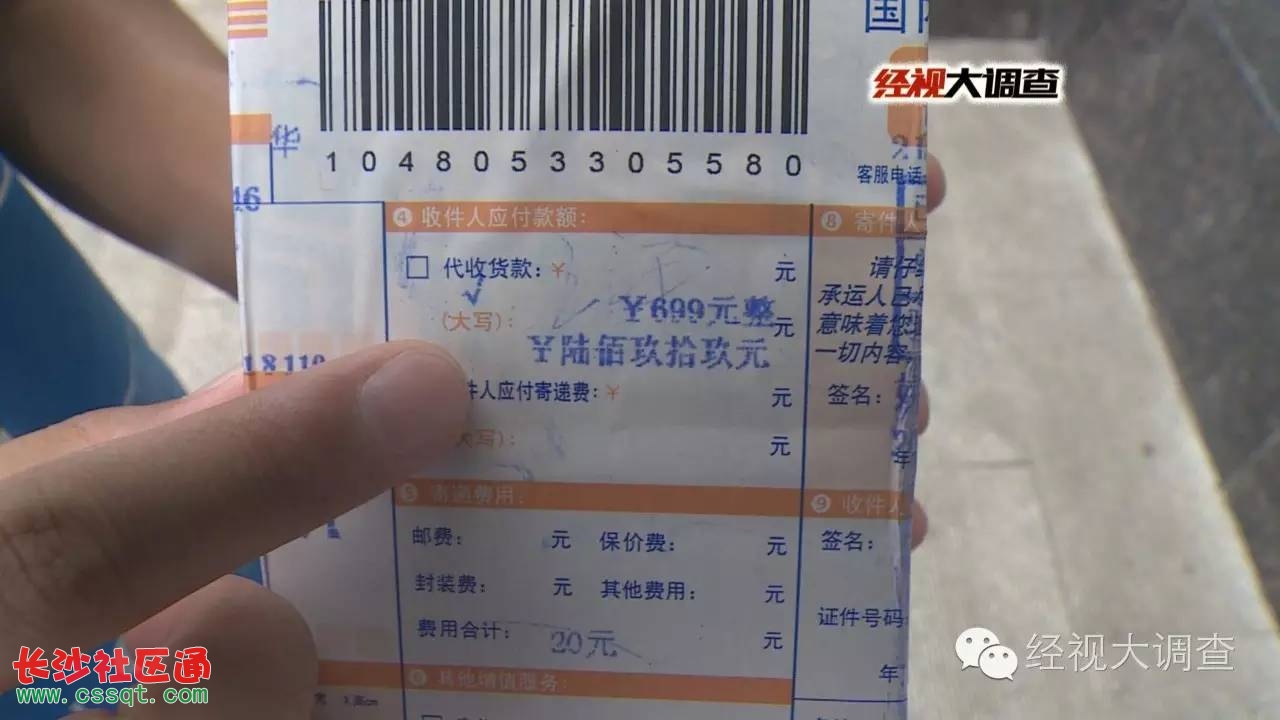 经视大调查
1048053305580
客服电话
④ 收件人应付款额：
代收货款：¥ 元
(大写)： 元
¥699元整
¥陆佰玖拾玖元
件人应付寄递费：¥ 元
大写)： 元
⑤ 寄递费用：
邮费： 元 保价费： 元
封装费： 元 其他费用： 元
费用合计： 20元 元
⑥ 其他增值服务：
⑧ 寄件人
请仔
承运人已
意味着您
一切内容
签名：
年
⑨ 收件人
签名：
证件号码
年
华
46
18110
经视大调查
长沙社区通
www.cssqt.com